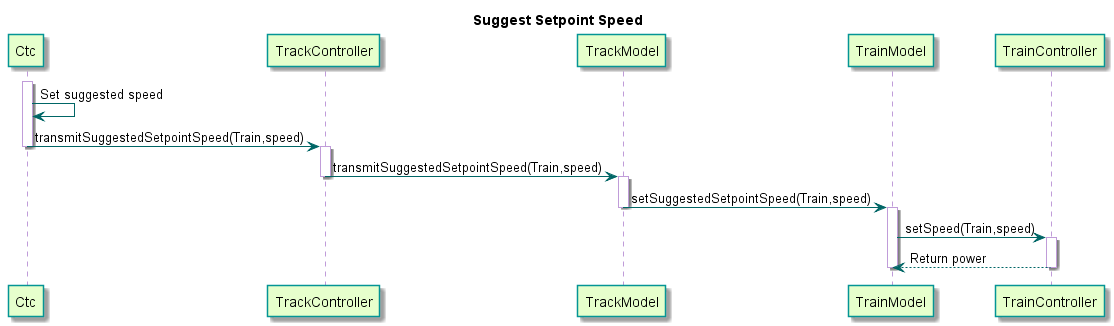 Suggest Setpoint Speed
Ctc
TrackController
TrackModel
TrainModel
TrainController
Set suggested speed
transmitSuggestedSetpointSpeed(Train,speed)
transmitSuggestedSetpointSpeed(Train,speed)
setSuggestedSetpointSpeed(Train,speed)
setSpeed(Train,speed)
Return power
Ctc
TrackController
TrackModel
TrainModel
TrainController